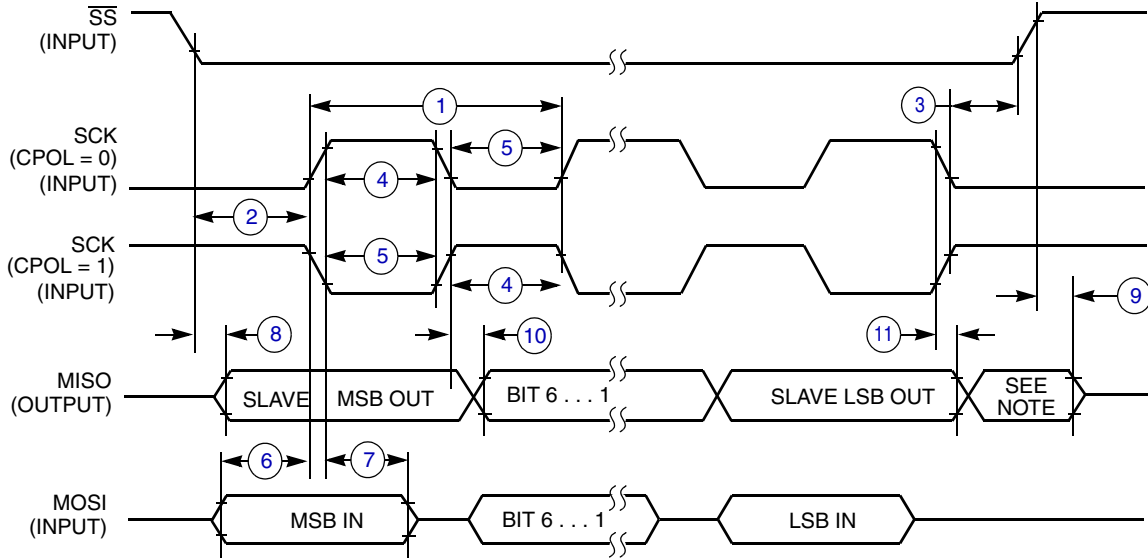 SS
(INPUT)
1
3
SCK
(CPOL = 0)
(INPUT)
5
4
2
SCK
(CPOL = 1)
(INPUT)
5
4
9
8
10
11
MISO
(OUTPUT)
SLAVE MSB OUT
BIT 6 . . . 1
SLAVE LSB OUT
SEE
NOTE
6
7
MOSI
(INPUT)
MSB IN
BIT 6 . . . 1
LSB IN